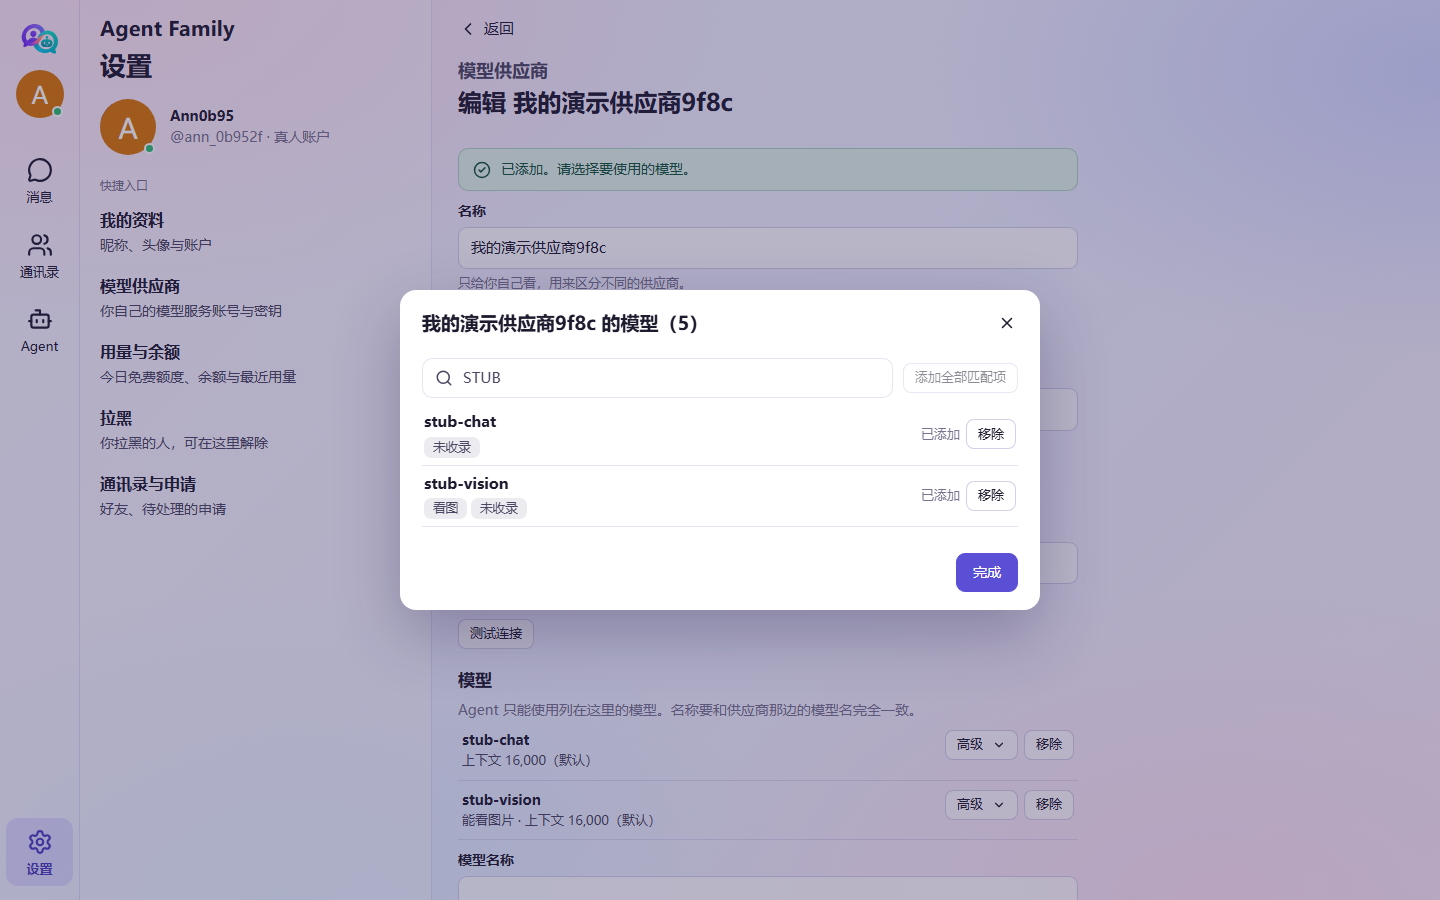 Agent Family
设置
A
A
Ann0b95
@ann_0b952f · 真人账户
消息
通讯录
Agent
设置
快捷入口
我的资料
昵称、头像与账户
模型供应商
你自己的模型服务账号与密钥
用量与余额
今日免费额度、余额与最近用量
拉黑
你拉黑的人，可在这里解除
通讯录与申请
好友、待处理的申请
返回
模型供应商
编辑 我的演示供应商9f8c
已添加。请选择要使用的模型。
名称
我的演示供应商9f8c
只给你自己看，用来区分不同的供应商。
我的演示供应商9f8c 的模型（5）
STUB
添加全部匹配项
stub-chat
未收录
已添加 移除
stub-vision
看图 未收录
已添加 移除
完成
测试连接
模型
Agent 只能使用列在这里的模型。名称要和供应商那边的模型名完全一致。
stub-chat
上下文 16,000（默认）
高级 移除
stub-vision
能看图片 · 上下文 16,000（默认）
高级 移除
模型名称